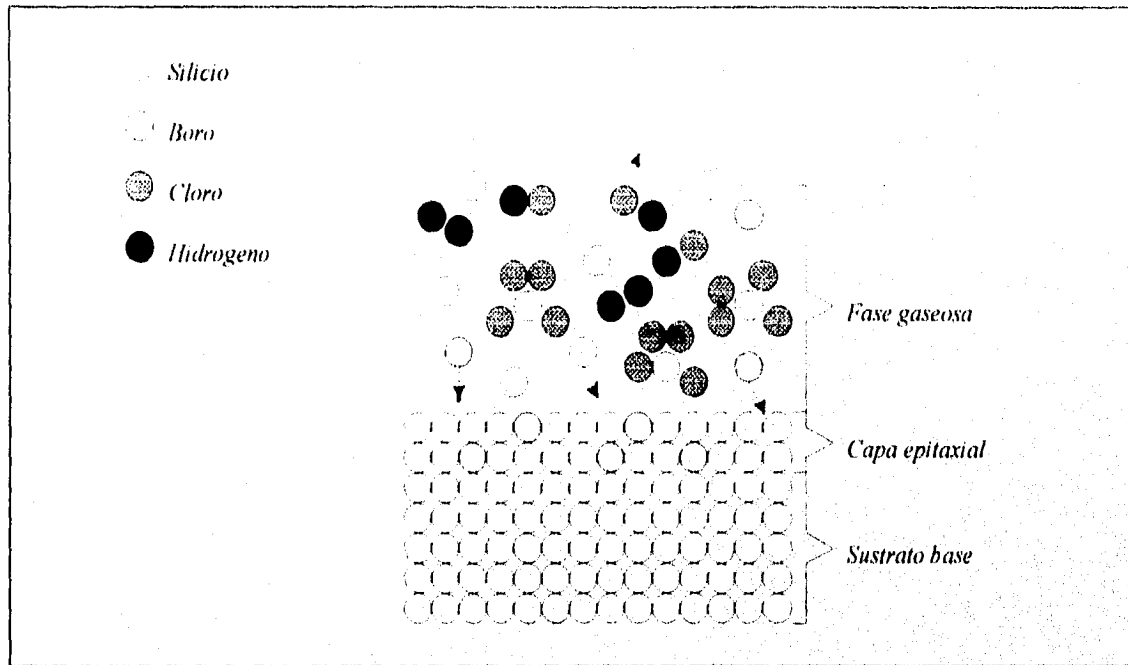 Silicio
Boro
Cloro
Hidrogeno
Fase gaseosa
Capa epitaxial
Sustrato base